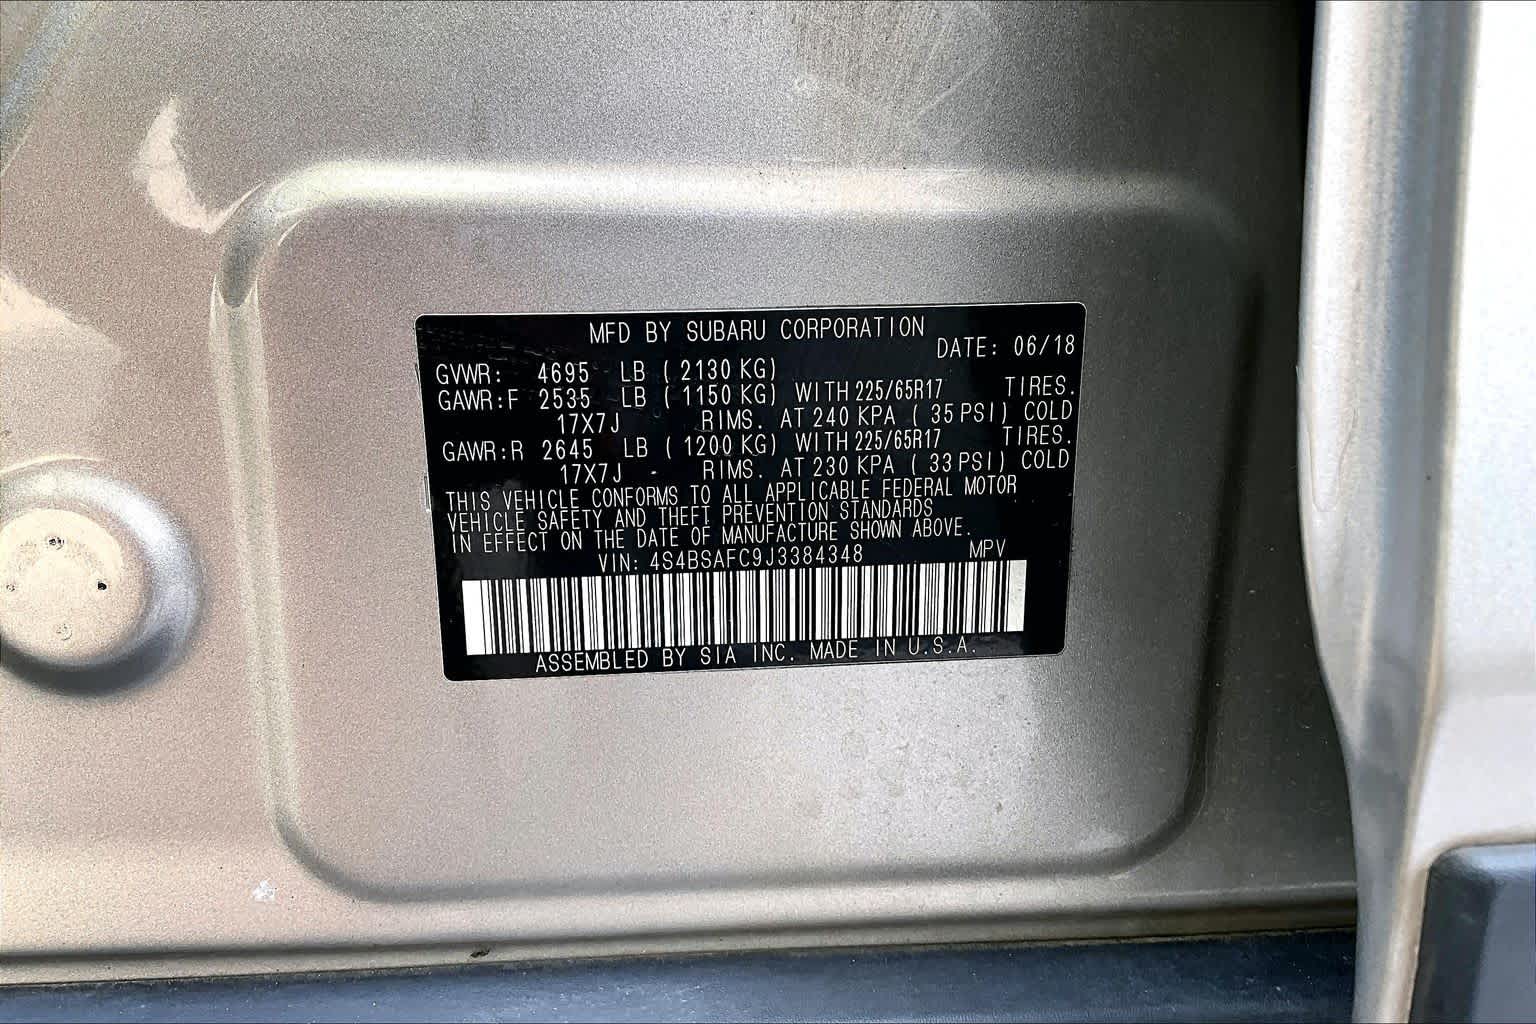 MFD BY SUBARU CORPORATION
DATE: 06/18
GVWR: 4695 LB (2130 KG)
GAWR:F 2535 LB (1150 KG) WITH 225/65R17 TIRES.
17X7J RIMS. AT 240 KPA (35 PSI) COLD
GAWR:R 2645 LB (1200 KG) WITH 225/65R17 TIRES.
17X7J - RIMS. AT 230 KPA (33 PSI) COLD
THIS VEHICLE CONFORMS TO ALL APPLICABLE FEDERAL MOTOR
VEHICLE SAFETY AND THEFT PREVENTION STANDARDS
IN EFFECT ON THE DATE OF MANUFACTURE SHOWN ABOVE.
VIN: 4S4BSAFC9J3384348 MPV
ASSEMBLED BY SIA INC. MADE IN U.S.A.